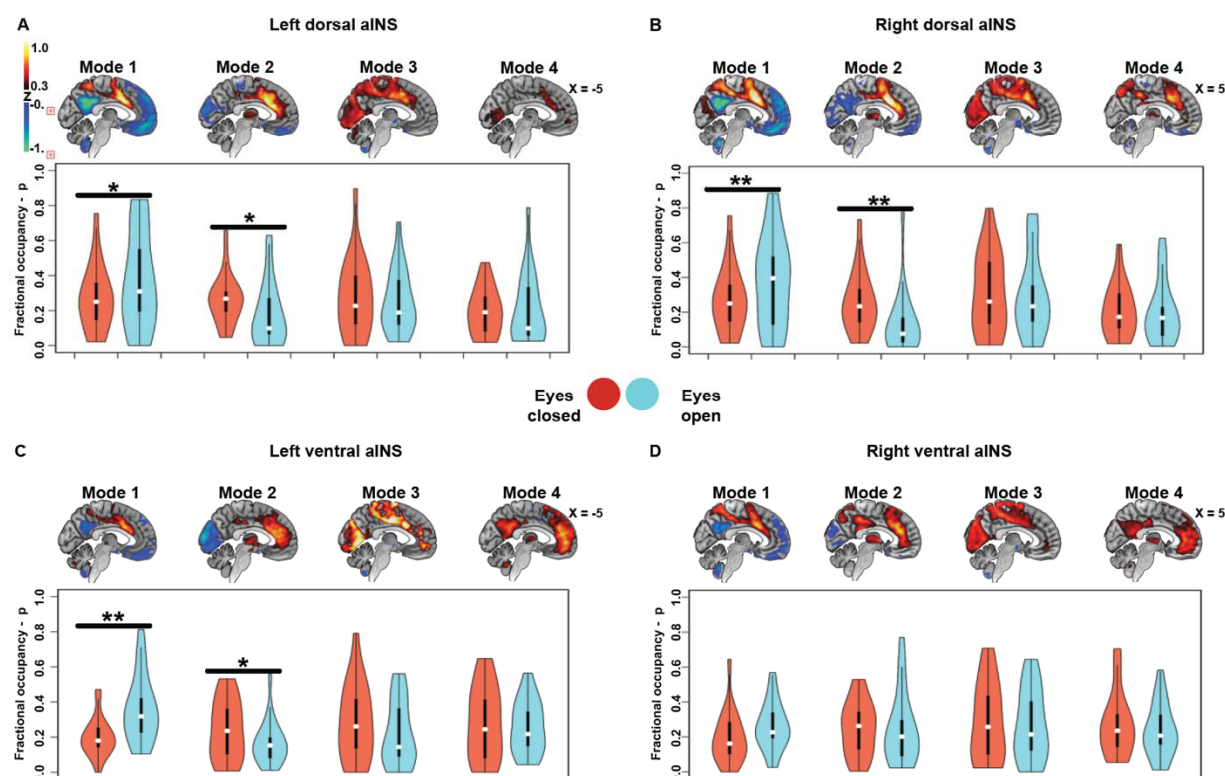 A Left dorsal aINS
1.0
0.3
Z
-0.
-1.
Mode 1 Mode 2 Mode 3 Mode 4
X = -5
Fractional occupancy - p
1.0
0.8
0.6
0.4
0.2
0.0
* *
B Right dorsal aINS
Mode 1 Mode 2 Mode 3 Mode 4
X = 5
Fractional occupancy - p
1.0
0.8
0.6
0.4
0.2
0.0
** **
Eyes closed
Eyes open
C Left ventral aINS
Mode 1 Mode 2 Mode 3 Mode 4
X = -5
Fractional occupancy - p
1.0
0.8
0.6
0.4
0.2
0.0
** *
D Right ventral aINS
Mode 1 Mode 2 Mode 3 Mode 4
X = 5
Fractional occupancy - p
1.0
0.8
0.6
0.4
0.2
0.0